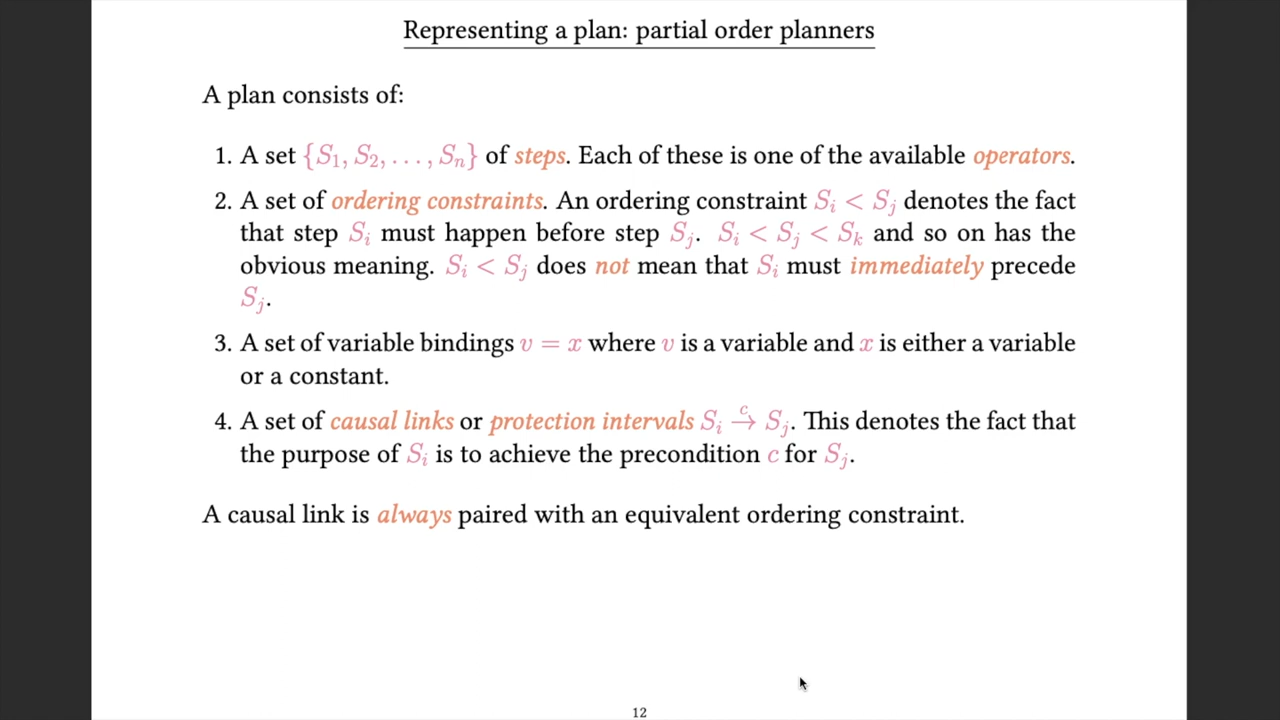 Representing a plan: partial order planners
A plan consists of:
1. A set {S₁, S₂, . . . , Sₙ} of steps. Each of these is one of the available operators.
2. A set of ordering constraints. An ordering constraint Sᵢ < Sⱼ denotes the fact
that step Sᵢ must happen before step Sⱼ. Sᵢ < Sⱼ < Sₖ and so on has the
obvious meaning. Sᵢ < Sⱼ does not mean that Sᵢ must immediately precede
Sⱼ.
3. A set of variable bindings v = x where v is a variable and x is either a variable
or a constant.
4. A set of causal links or protection intervals Sᵢ →ᶜ Sⱼ. This denotes the fact that
the purpose of Sᵢ is to achieve the precondition c for Sⱼ.
A causal link is always paired with an equivalent ordering constraint.
12